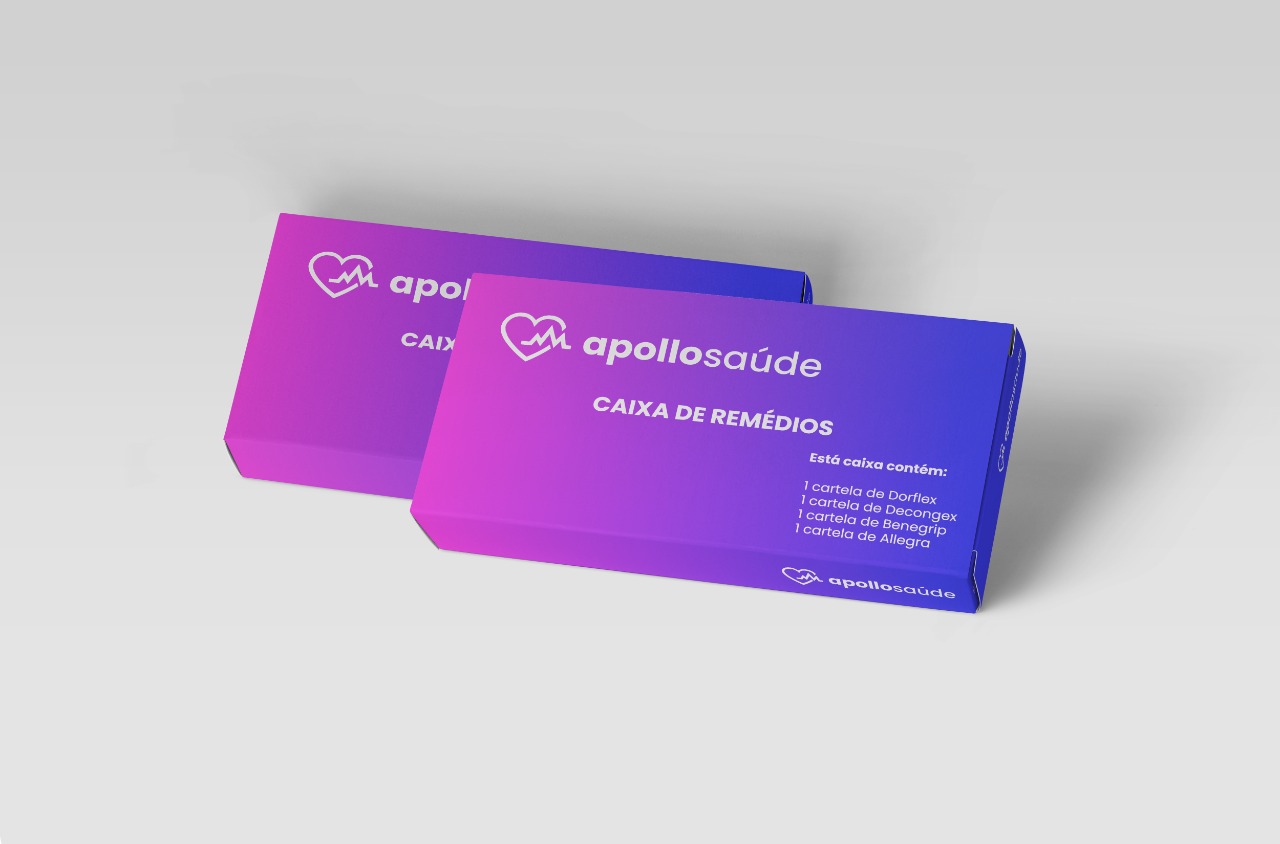 apol
CAIX
apollosaúde
CAIXA DE REMÉDIOS
Está caixa contém:
1 cartela de Dorflex
1 cartela de Decongex
1 cartela de Benegrip
1 cartela de Allegra
apollosaúde
apollosaúde